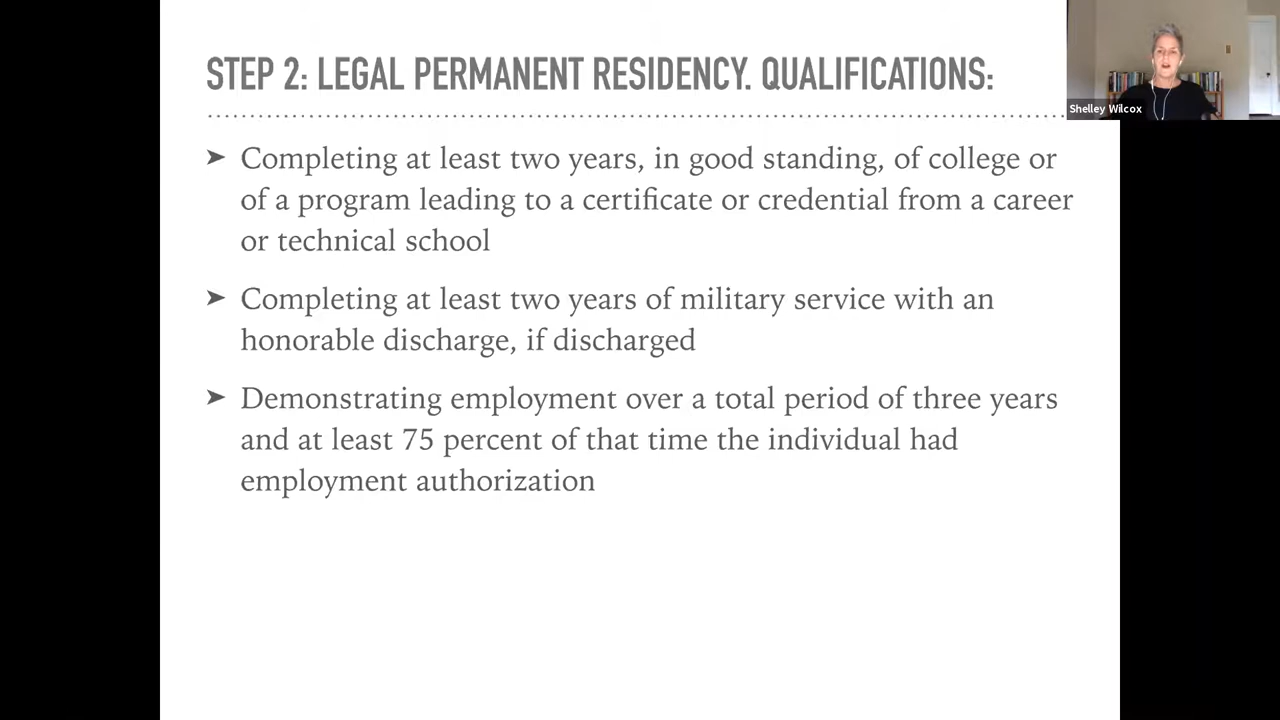 STEP 2: LEGAL PERMANENT RESIDENCY. QUALIFICATIONS:
Shelley Wilcox
➤ Completing at least two years, in good standing, of college or
of a program leading to a certificate or credential from a career
or technical school
➤ Completing at least two years of military service with an
honorable discharge, if discharged
➤ Demonstrating employment over a total period of three years
and at least 75 percent of that time the individual had
employment authorization